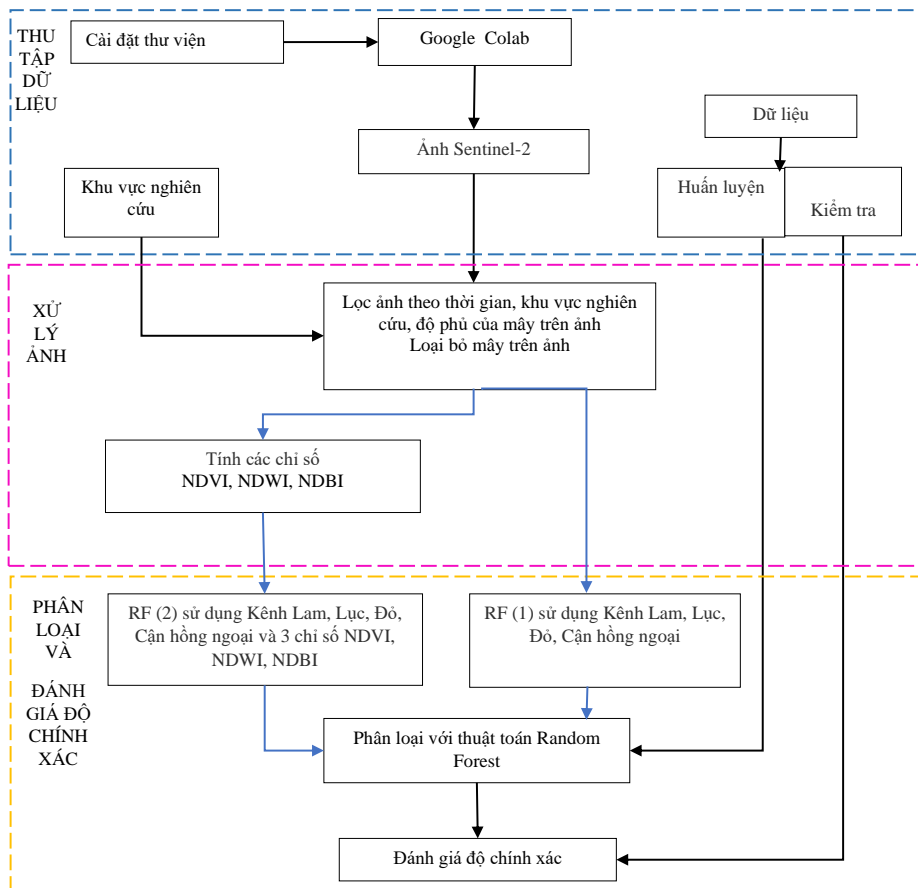 THU
TẬP
DỮ
LIỆU
Cài đặt thư viện
Google Colab
Dữ liệu
Ảnh Sentinel-2
Khu vực nghiên
cứu
Huấn luyện
Kiểm tra
XỬ
LÝ
ẢNH
Lọc ảnh theo thời gian, khu vực nghiên
cứu, độ phủ của mây trên ảnh
Loại bỏ mây trên ảnh
Tính các chỉ số
NDVI, NDWI, NDBI
PHÂN
LOẠI
VÀ
ĐÁNH
GIÁ ĐỘ
CHÍNH
XÁC
RF (2) sử dụng Kênh Lam, Lục, Đỏ,
Cận hồng ngoại và 3 chỉ số NDVI,
NDWI, NDBI
RF (1) sử dụng Kênh Lam, Lục,
Đỏ, Cận hồng ngoại
Phân loại với thuật toán Random
Forest
Đánh giá độ chính xác